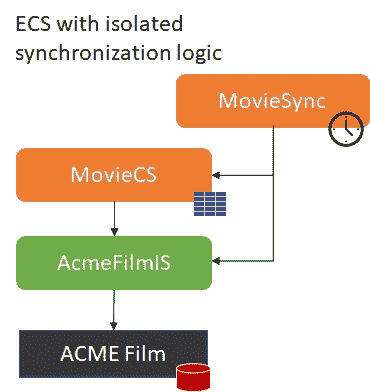 ECS with isolated
synchronization logic
MovieSync
MovieCS
AcmeFilmIS
ACME Film